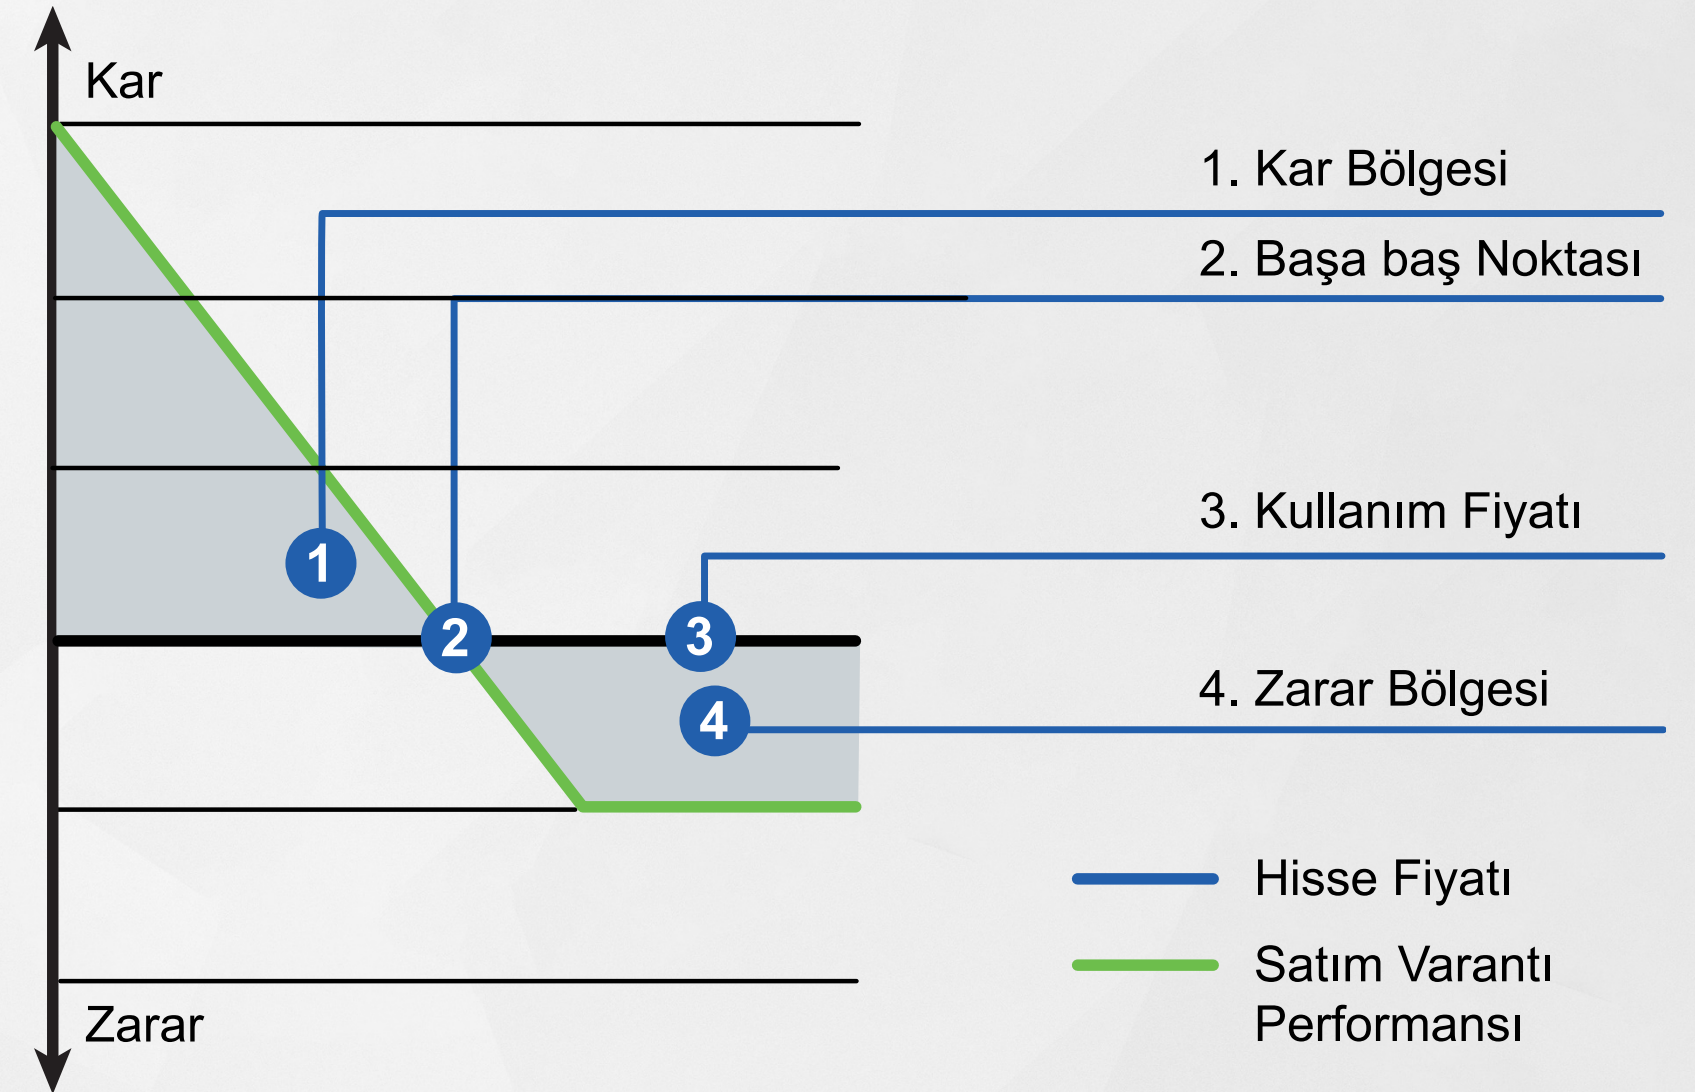 Kar
1. Kar Bölgesi
2. Başa baş Noktası
3. Kullanım Fiyatı
4. Zarar Bölgesi
1
2
3
4
Hisse Fiyatı
Satım Varantı
Performansı
Zarar